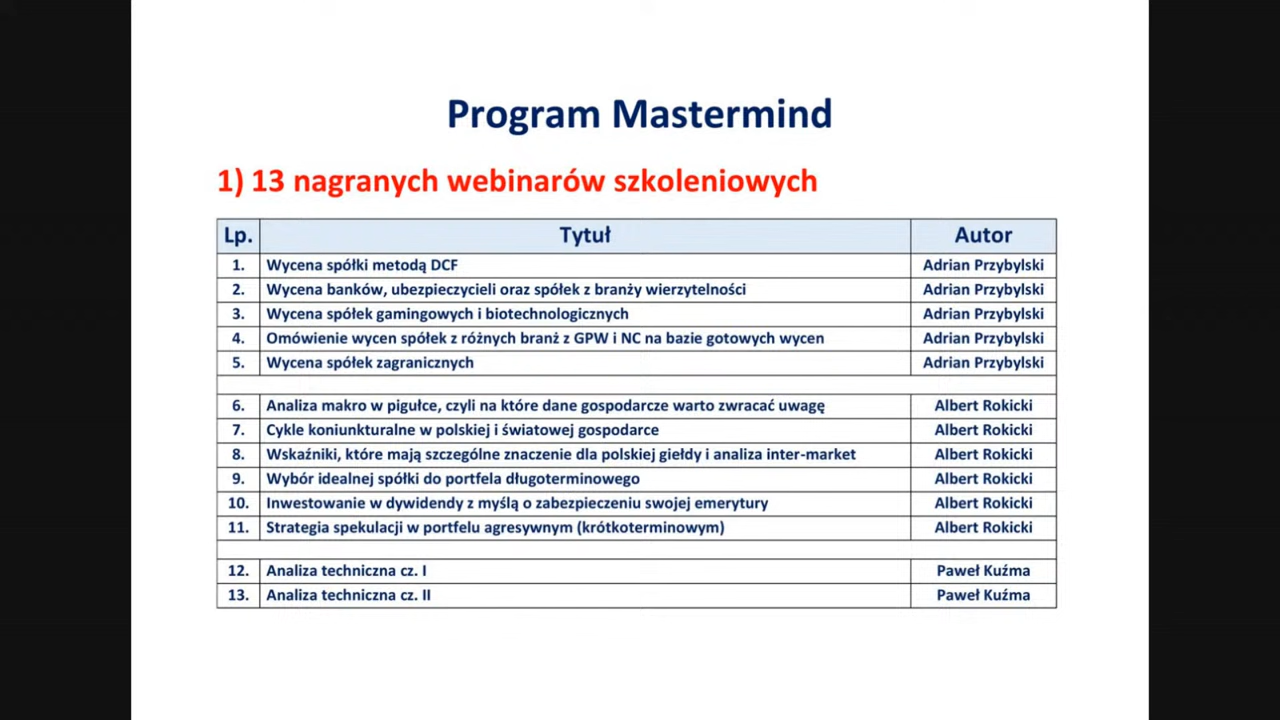 Program Mastermind
1) 13 nagranych webinarów szkoleniowych
Lp. Tytuł Autor
1. Wycena spółki metodą DCF Adrian Przybylski
2. Wycena banków, ubezpieczycieli oraz spółek z branży wierzytelności Adrian Przybylski
3. Wycena spółek gamingowych i biotechnologicznych Adrian Przybylski
4. Omówienie wycen spółek z różnych branż z GPW i NC na bazie gotowych wycen Adrian Przybylski
5. Wycena spółek zagranicznych Adrian Przybylski
6. Analiza makro w pigułce, czyli na które dane gospodarcze warto zwracać uwagę Albert Rokicki
7. Cykle koniunkturalne w polskiej i światowej gospodarce Albert Rokicki
8. Wskaźniki, które mają szczególne znaczenie dla polskiej giełdy i analiza inter-market Albert Rokicki
9. Wybór idealnej spółki do portfela długoterminowego Albert Rokicki
10. Inwestowanie w dywidendy z myślą o zabezpieczeniu swojej emerytury Albert Rokicki
11. Strategia spekulacji w portfelu agresywnym (krótkoterminowym) Albert Rokicki
12. Analiza techniczna cz. I Paweł Kuźma
13. Analiza techniczna cz. II Paweł Kuźma